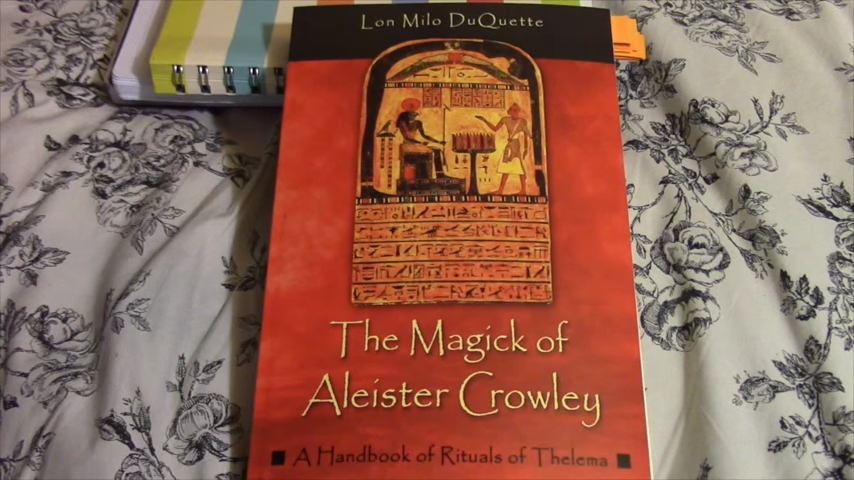 Lon Milo DuQuette
The Magick of
Aleister Crowley
A Handbook of Rituals of Thelema